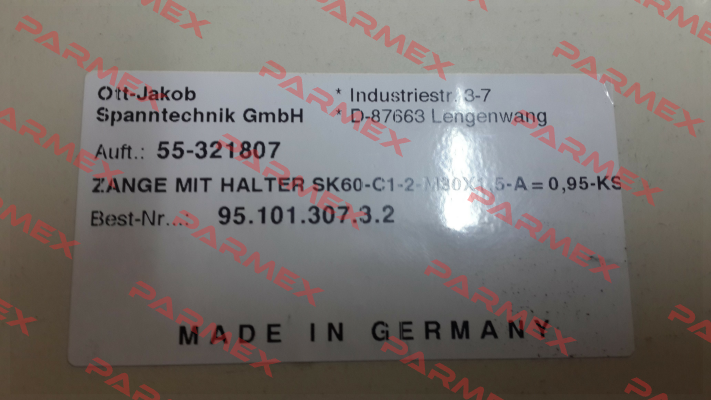 Ott-Jakob * Industriestr. 3-7
Spanntechnik GmbH * D-87663 Lengenwang
Auft.: 55-321807
ZANGE MIT HALTER SK60-C1-2-M30X1,5-A=0,95-KS
Best-Nr...: 95.101.307.3.2
MADE IN GERMANY
PARMEX